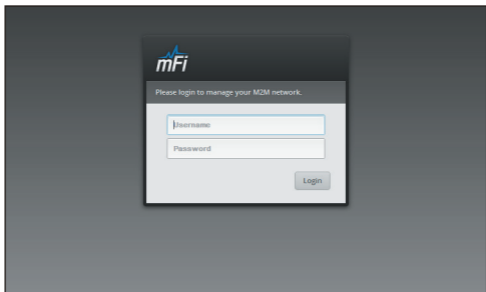 mFi
Please login to manage your M2M network.
Username
Password
Login